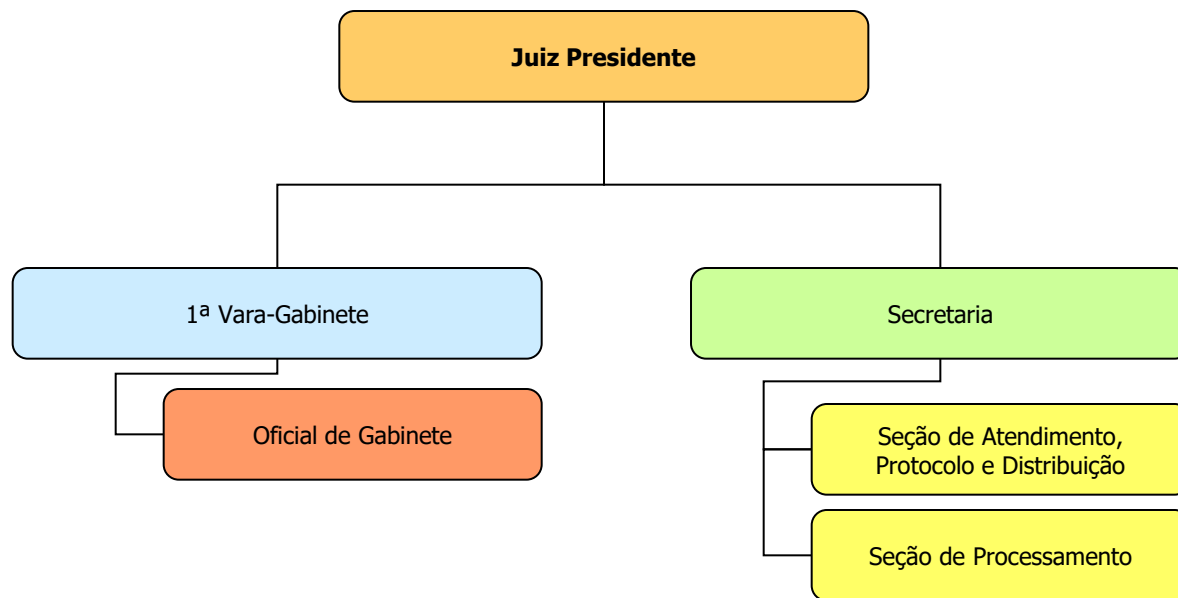 Juiz Presidente
1ª Vara-Gabinete
Secretaria
Oficial de Gabinete
Seção de Atendimento,
Protocolo e Distribuição
Seção de Processamento